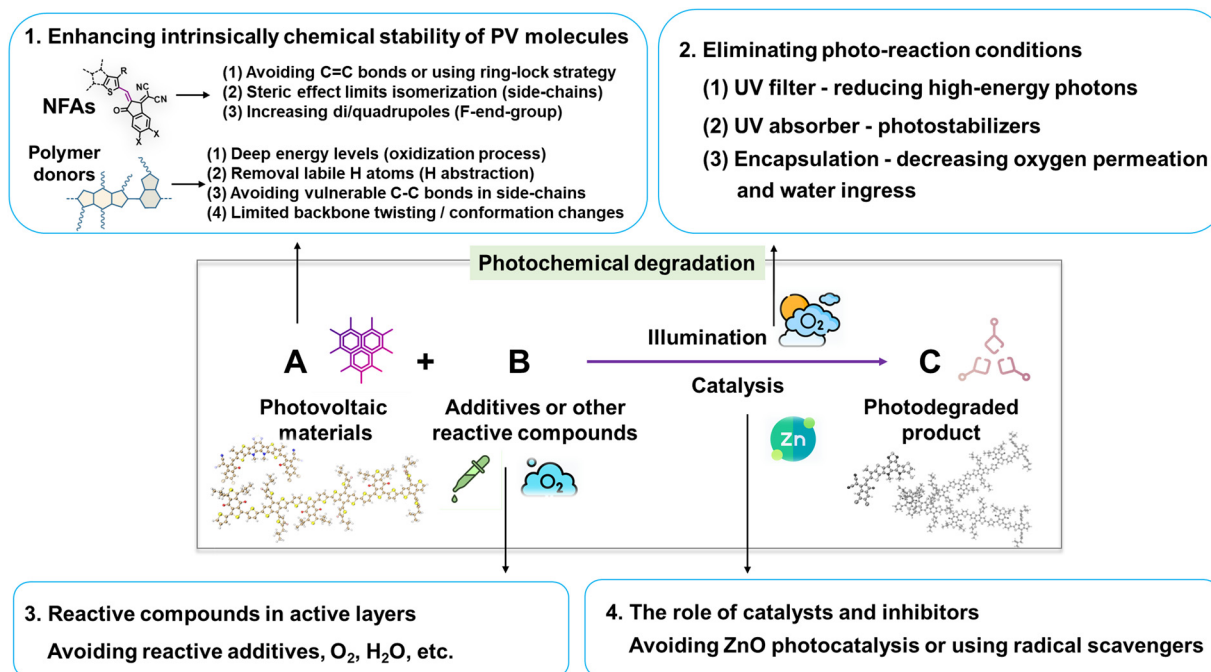 1. Enhancing intrinsically chemical stability of PV molecules
R
S
CN
CN
O
X
X
NFAs
(1) Avoiding C=C bonds or using ring-lock strategy
(2) Steric effect limits isomerization (side-chains)
(3) Increasing di/quadrupoles (F-end-group)
Polymer
donors
(1) Deep energy levels (oxidization process)
(2) Removal labile H atoms (H abstraction)
(3) Avoiding vulnerable C-C bonds in side-chains
(4) Limited backbone twisting / conformation changes
2. Eliminating photo-reaction conditions
(1) UV filter - reducing high-energy photons
(2) UV absorber - photostabilizers
(3) Encapsulation - decreasing oxygen permeation
and water ingress
Photochemical degradation
A
+
B
Illumination
O₂
Catalysis
Zn
C
Photovoltaic
materials
Additives or other
reactive compounds
O₂
Photodegraded
product
3. Reactive compounds in active layers
Avoiding reactive additives, O₂, H₂O, etc.
4. The role of catalysts and inhibitors
Avoiding ZnO photocatalysis or using radical scavengers